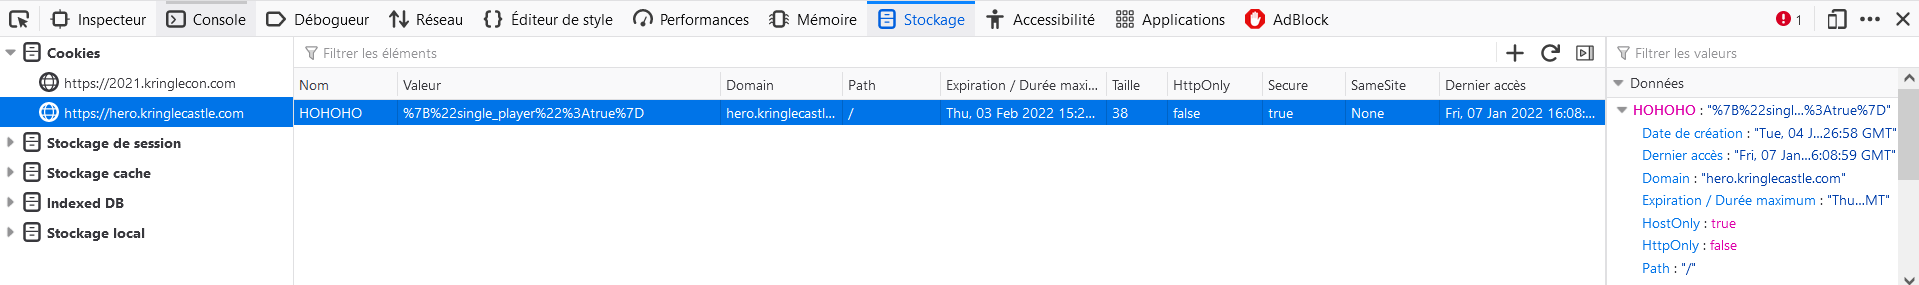 Inspecteur Console Débogueur Réseau Éditeur de style Performances Mémoire Stockage Accessibilité Applications AdBlock 1
Cookies
https://2021.kringlecon.com
https://hero.kringlecastle.com
Stockage de session
Stockage cache
Indexed DB
Stockage local
Filtrer les éléments
Nom Valeur Domain Path Expiration / Durée maxi... Taille HttpOnly Secure SameSite Dernier accès
HOHOHO %7B%22single_player%22%3Atrue%7D hero.kringlecastl... / Thu, 03 Feb 2022 15:2... 38 false true None Fri, 07 Jan 2022 16:08:...
Filtrer les valeurs
Données
HOHOHO : "%7B%22singl...%3Atrue%7D"
Date de création : "Tue, 04 J...26:58 GMT"
Dernier accès : "Fri, 07 Jan...6:08:59 GMT"
Domain : "hero.kringlecastle.com"
Expiration / Durée maximum : "Thu...MT"
HostOnly : true
HttpOnly : false
Path : "/"